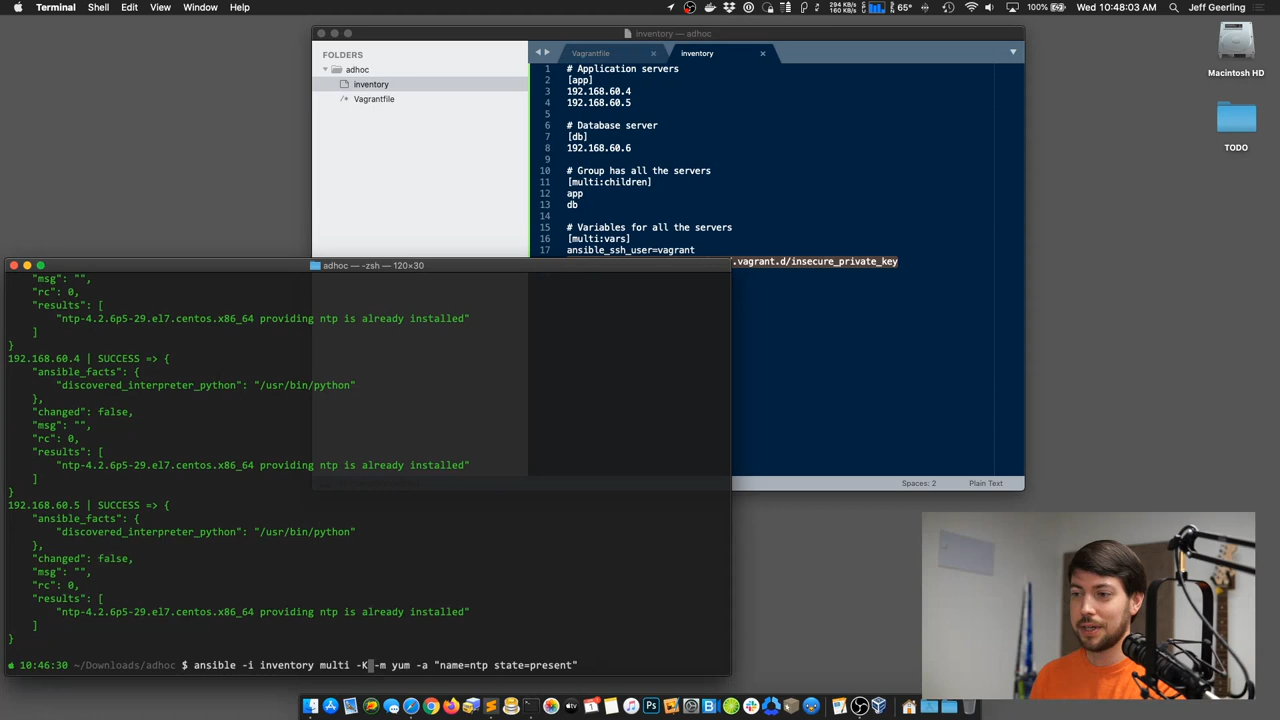 Terminal Shell Edit View Window Help
294 KB/s
160 KB/s
65°
100%
Wed 10:48:03 AM
Jeff Geerling
inventory — adhoc
FOLDERS
adhoc
inventory
Vagrantfile
Vagrantfile
inventory
1 # Application servers
2 [app]
3 192.168.60.4
4 192.168.60.5
5
6 # Database server
7 [db]
8 192.168.60.6
9
10 # Group has all the servers
11 [multi:children]
12 app
13 db
14
15 # Variables for all the servers
16 [multi:vars]
17 ansible_ssh_user=vagrant
.vagrant.d/insecure_private_key
Spaces: 2
Plain Text
Macintosh HD
TODO
adhoc — -zsh — 120×30
"msg": "",
"rc": 0,
"results": [
"ntp-4.2.6p5-29.el7.centos.x86_64 providing ntp is already installed"
]
}
192.168.60.4 | SUCCESS => {
"ansible_facts": {
"discovered_interpreter_python": "/usr/bin/python"
},
"changed": false,
"msg": "",
"rc": 0,
"results": [
"ntp-4.2.6p5-29.el7.centos.x86_64 providing ntp is already installed"
]
}
192.168.60.5 | SUCCESS => {
"ansible_facts": {
"discovered_interpreter_python": "/usr/bin/python"
},
"changed": false,
"msg": "",
"rc": 0,
"results": [
"ntp-4.2.6p5-29.el7.centos.x86_64 providing ntp is already installed"
]
}
10:46:30 ~/Downloads/adhoc $ ansible -i inventory multi -K -m yum -a "name=ntp state=present"